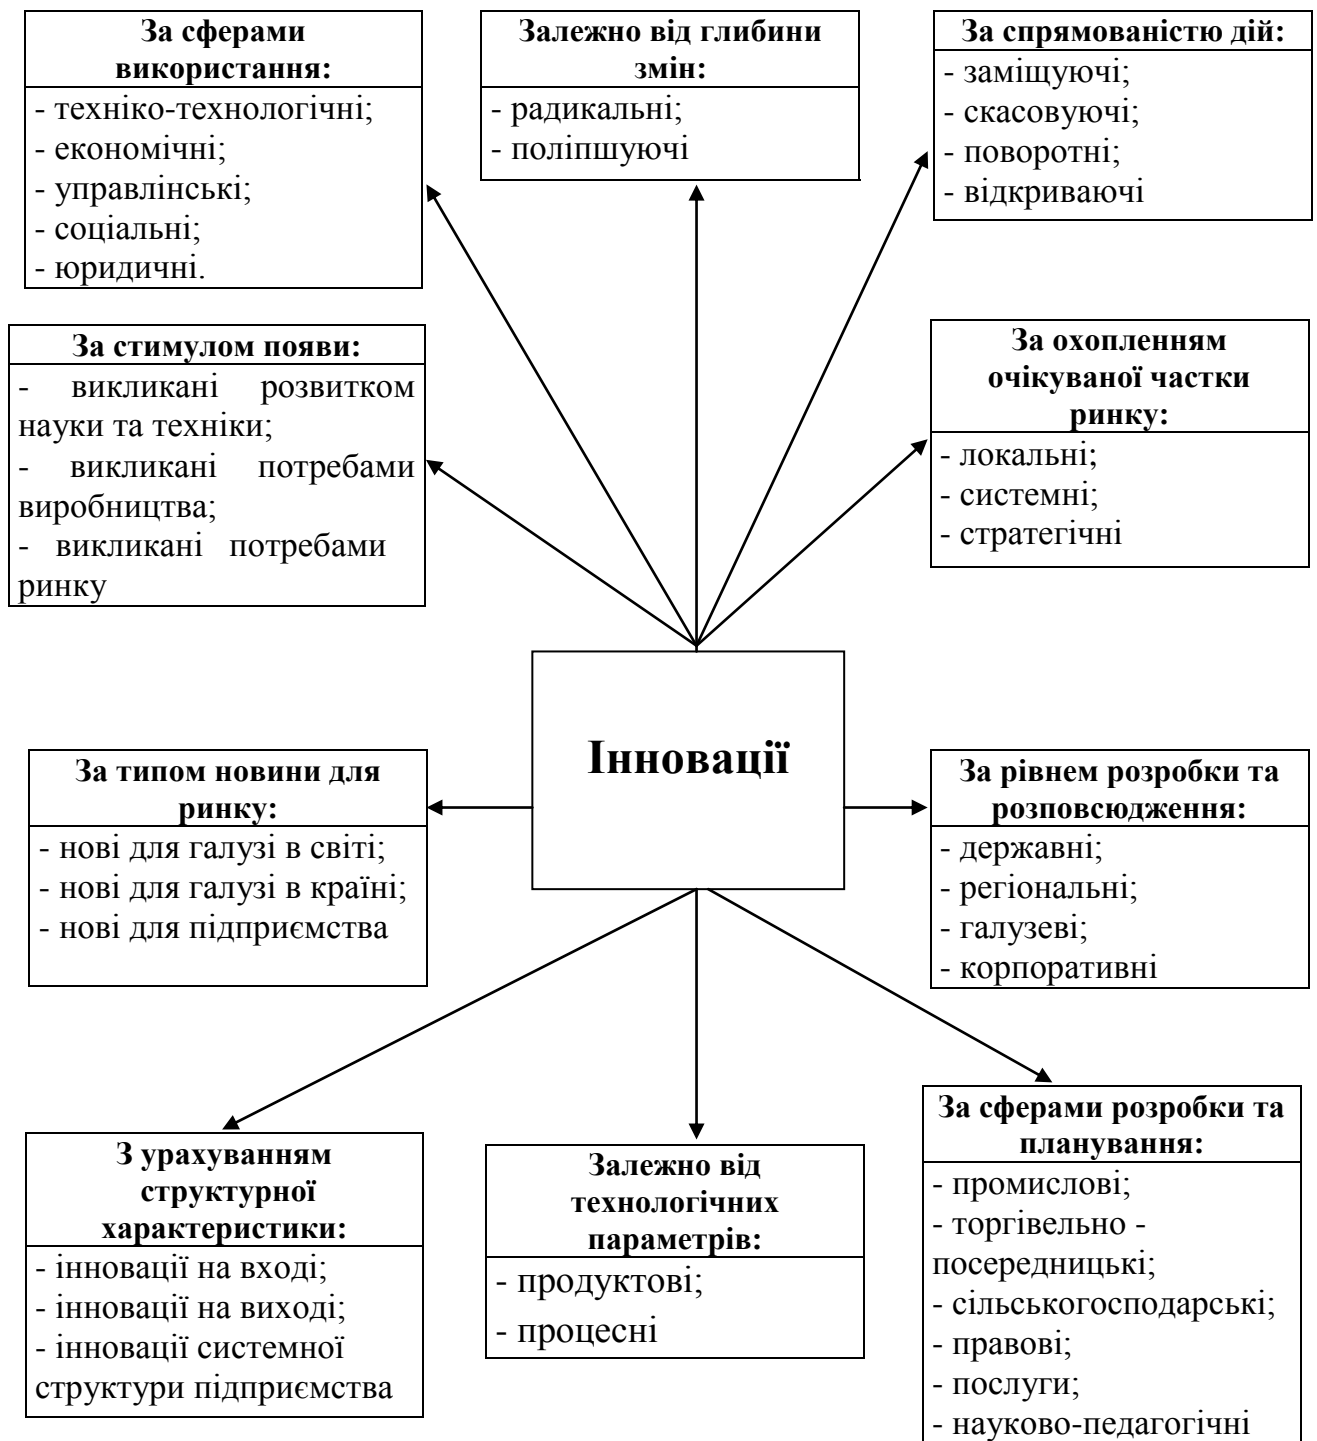 За сферами
використання:
- техніко-технологічні;
- економічні;
- управлінські;
- соціальні;
- юридичні.
Залежно від глибини
змін:
- радикальні;
- поліпшуючі
За спрямованістю дій:
- заміщуючі;
- скасовуючі;
- поворотні;
- відкриваючі
За стимулом появи:
- викликані розвитком
науки та техніки;
- викликані потребами
виробництва;
- викликані потребами
ринку
За охопленням
очікуваної частки
ринку:
- локальні;
- системні;
- стратегічні
Інновації
За типом новини для
ринку:
- нові для галузі в світі;
- нові для галузі в країні;
- нові для підприємства
За рівнем розробки та
розповсюдження:
- державні;
- регіональні;
- галузеві;
- корпоративні
З урахуванням
структурної
характеристики:
- інновації на вході;
- інновації на виході;
- інновації системної
структури підприємства
Залежно від
технологічних
параметрів:
- продуктові;
- процесні
За сферами розробки та
планування:
- промислові;
- торгівельно -
посередницькі;
- сільськогосподарські;
- правові;
- послуги;
- науково-педагогічні